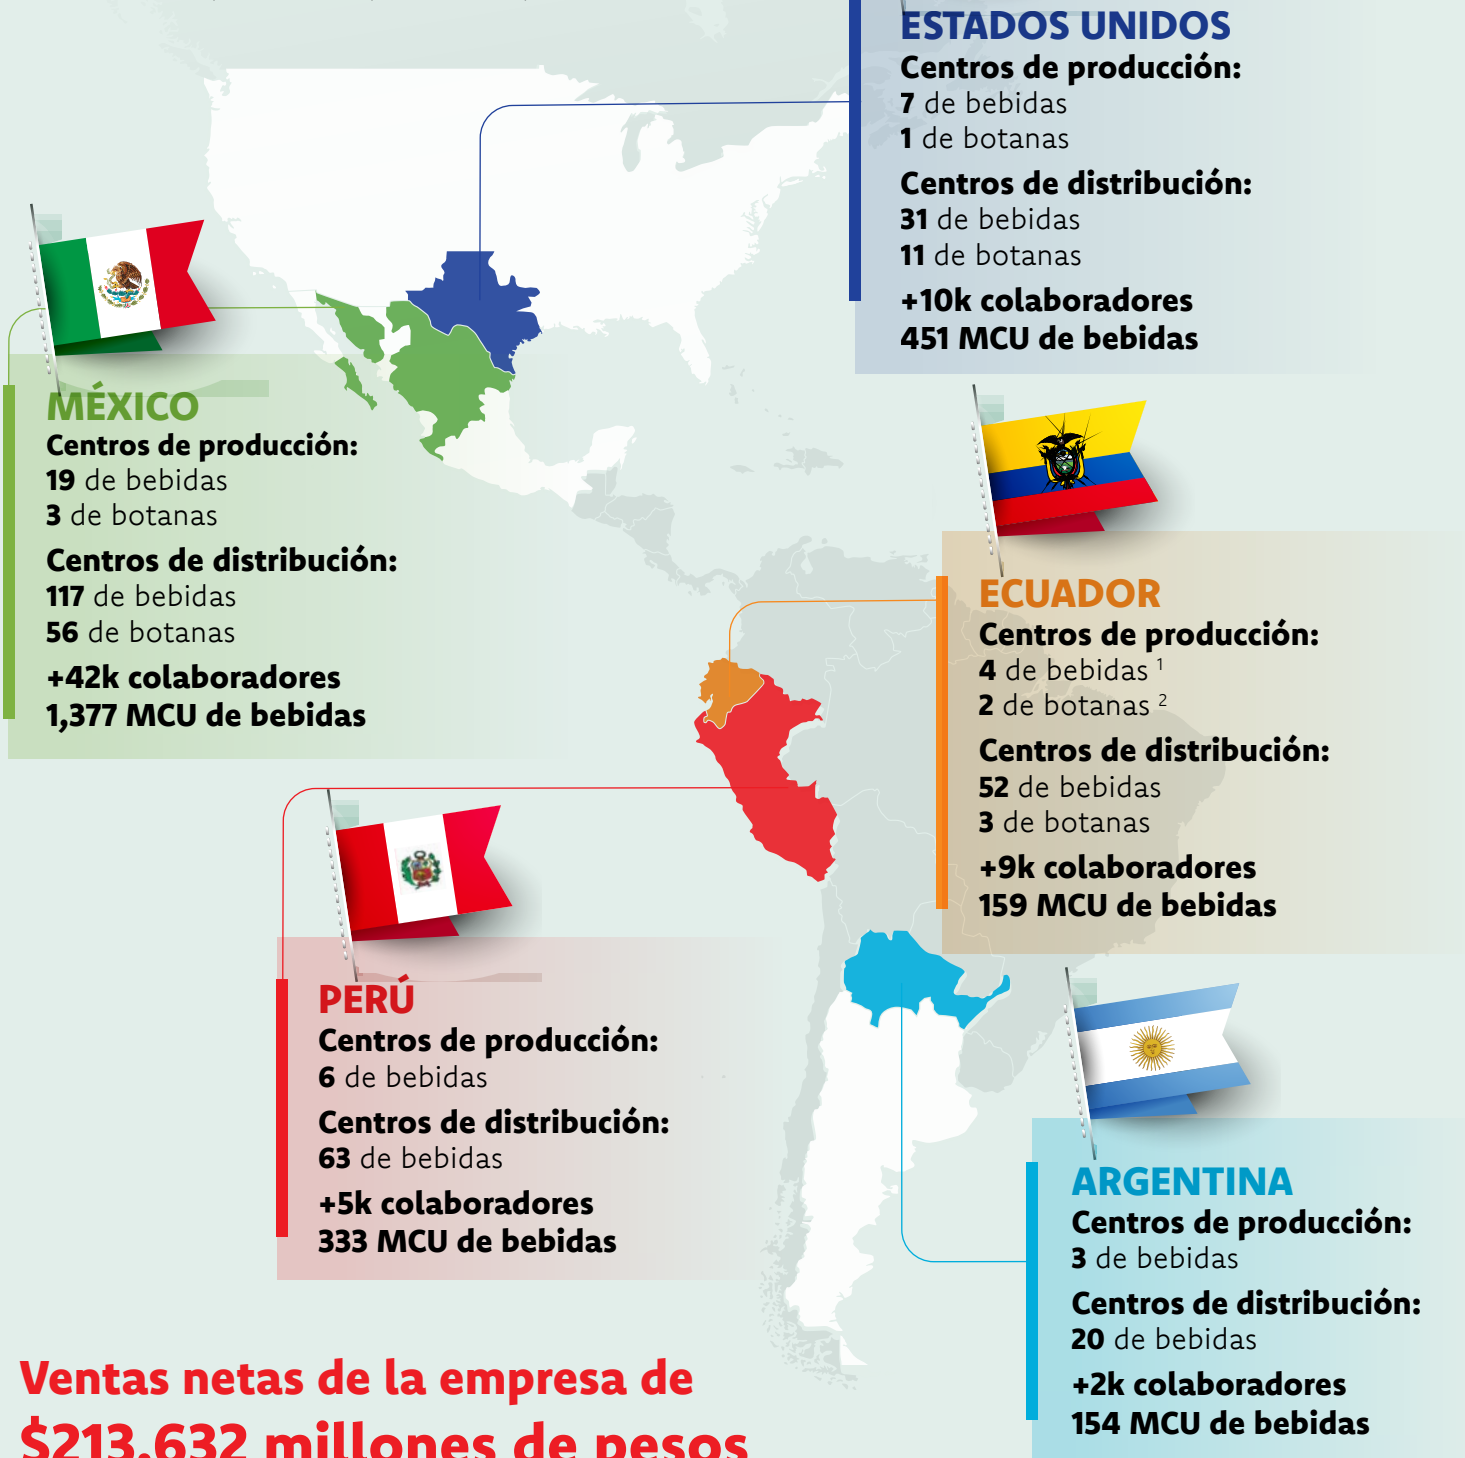 ESTADOS UNIDOS
Centros de producción:
7 de bebidas
1 de botanas
Centros de distribución:
31 de bebidas
11 de botanas
+10k colaboradores
451 MCU de bebidas
MÉXICO
Centros de producción:
19 de bebidas
3 de botanas
Centros de distribución:
117 de bebidas
56 de botanas
+42k colaboradores
1,377 MCU de bebidas
ECUADOR
Centros de producción:
4 de bebidas 1
2 de botanas 2
Centros de distribución:
52 de bebidas
3 de botanas
+9k colaboradores
159 MCU de bebidas
PERÚ
Centros de producción:
6 de bebidas
Centros de distribución:
63 de bebidas
+5k colaboradores
333 MCU de bebidas
ARGENTINA
Centros de producción:
3 de bebidas
Centros de distribución:
20 de bebidas
+2k colaboradores
154 MCU de bebidas
Ventas netas de la empresa de
$213,632 millones de pesos